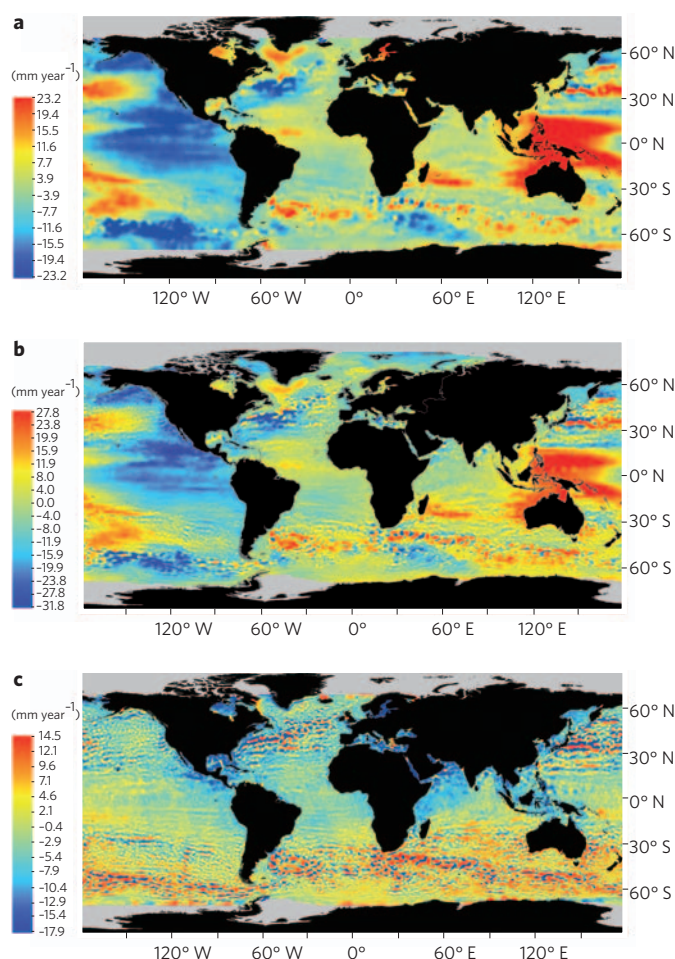 a
(mm year⁻¹)
23.2
19.4
15.5
11.6
7.7
3.9
−3.9
−7.7
−11.6
−15.5
−19.4
−23.2
60° N
30° N
0° N
30° S
60° S
120° W 60° W 0° 60° E 120° E
b
(mm year⁻¹)
27.8
23.8
19.9
15.9
11.9
8.0
4.0
0.0
−4.0
−8.0
−11.9
−15.9
−19.9
−23.8
−27.8
−31.8
60° N
30° N
0° N
30° S
60° S
120° W 60° W 0° 60° E 120° E
c
(mm year⁻¹)
14.5
12.1
9.6
7.1
4.6
2.1
−0.4
−2.9
−5.4
−7.9
−10.4
−12.9
−15.4
−17.9
60° N
30° N
0° N
30° S
60° S
120° W 60° W 0° 60° E 120° E